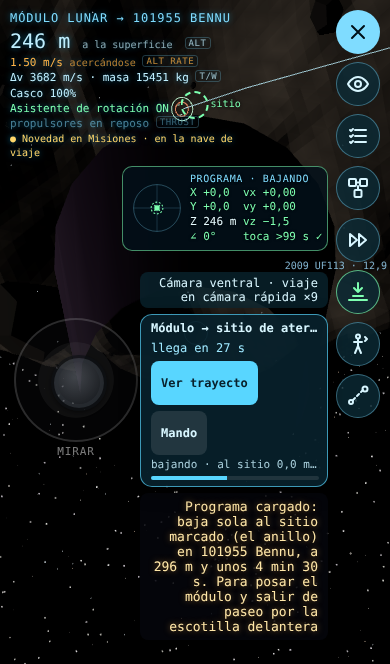 MÓDULO LUNAR → 101955 BENNU
246 m a la superficie ALT
1.50 m/s acercándose ALT RATE
Δv 3682 m/s · masa 15451 kg T/W
Casco 100%
Asistente de rotación ON
sitio
propulsores en reposo THRUST
● Novedad en Misiones · en la nave de
viaje
PROGRAMA · BAJANDO
X +0,0 vx +0,00
Y +0,0 vy +0,00
Z 246 m vz −1,5
∡ 0° toca >99 s ✓
2009 UF113 · 12,9
Cámara ventral · viaje
en cámara rápida ×9
Módulo → sitio de ater…
llega en 27 s
Ver trayecto
Mando
bajando · al sitio 0,0 m…
MIRAR
Programa cargado:
baja sola al sitio
marcado (el anillo)
en 101955 Bennu, a
296 m y unos 4 min 30
s. Para posar el
módulo y salir de
paseo por la
escotilla delantera